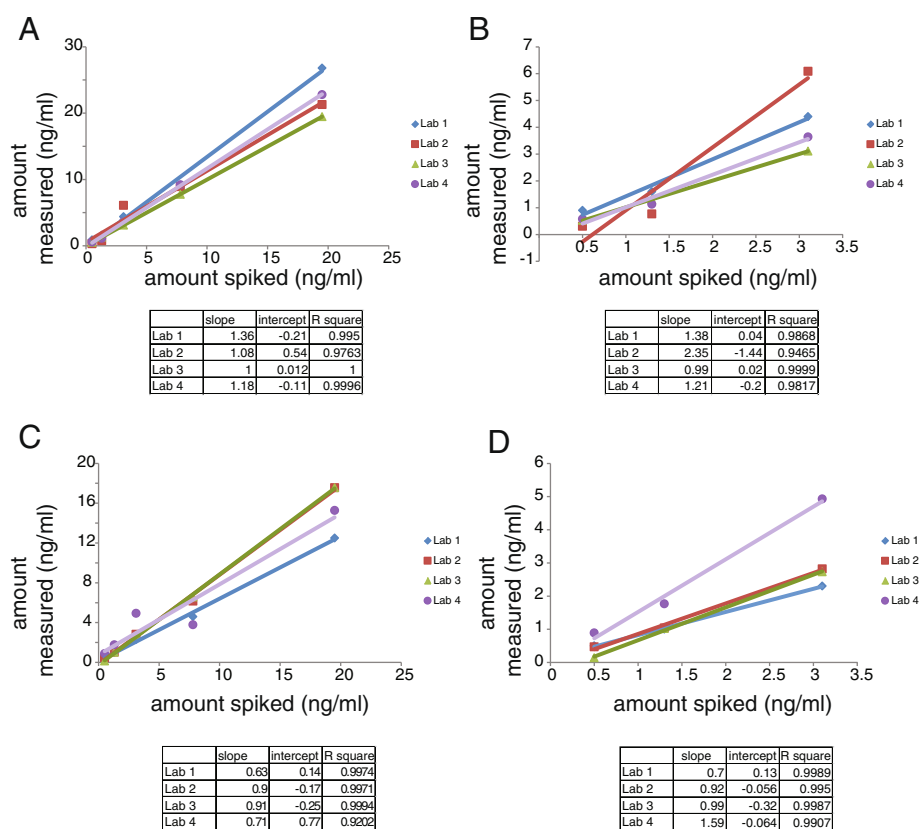 A
amount
measured (ng/ml)
30
20
10
0
0
5
10
15
20
25
amount spiked (ng/ml)
Lab 1
Lab 2
Lab 3
Lab 4
slope intercept R square
Lab 1 1.36 -0.21 0.995
Lab 2 1.08 0.54 0.9763
Lab 3 1 0.012 1
Lab 4 1.18 -0.11 0.9996
B
amount
measured (ng/ml)
7
6
5
4
3
2
1
0
-1
0.5
1
1.5
2
2.5
3
3.5
amount spiked (ng/ml)
Lab 1
Lab 2
Lab 3
Lab 4
slope intercept R square
Lab 1 1.38 0.04 0.9868
Lab 2 2.35 -1.44 0.9465
Lab 3 0.99 0.02 0.9999
Lab 4 1.21 -0.2 0.9817
C
amount
measured (ng/ml)
20
16
12
8
4
0
0
5
10
15
20
25
amount spiked (ng/ml)
Lab 1
Lab 2
Lab 3
Lab 4
slope intercept R square
Lab 1 0.63 0.14 0.9974
Lab 2 0.9 -0.17 0.9971
Lab 3 0.91 -0.25 0.9994
Lab 4 0.71 0.77 0.9202
D
amount
measured (ng/ml)
6
5
4
3
2
1
0
0
0.5
1
1.5
2
2.5
3
3.5
amount spiked (ng/ml)
Lab 1
Lab 2
Lab 3
Lab 4
slope intercept R square
Lab 1 0.7 0.13 0.9989
Lab 2 0.92 -0.056 0.995
Lab 3 0.99 -0.32 0.9987
Lab 4 1.59 -0.064 0.9907